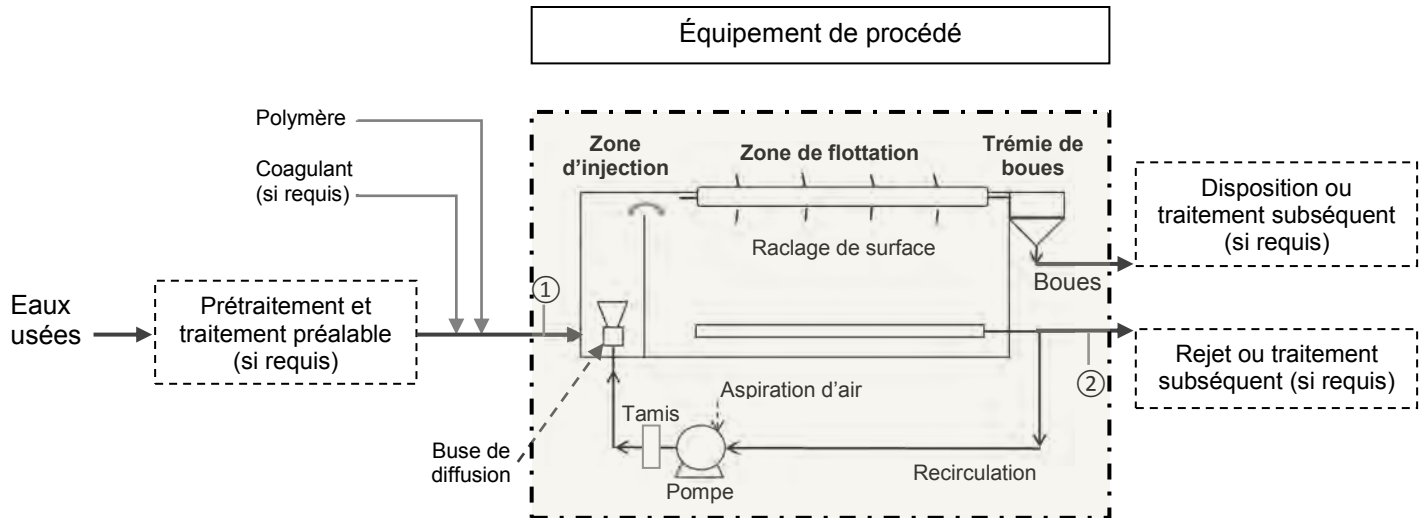 Équipement de procédé
Polymère
Coagulant
(si requis)
Zone
d’injection
Zone de flottation
Trémie de
boues
Raclage de surface
Boues
Disposition ou
traitement subséquent
(si requis)
Eaux
usées
Prétraitement et
traitement préalable
(si requis)
①
②
Rejet ou traitement
subséquent (si requis)
Aspiration d’air
Tamis
Buse de
diffusion
Pompe
Recirculation